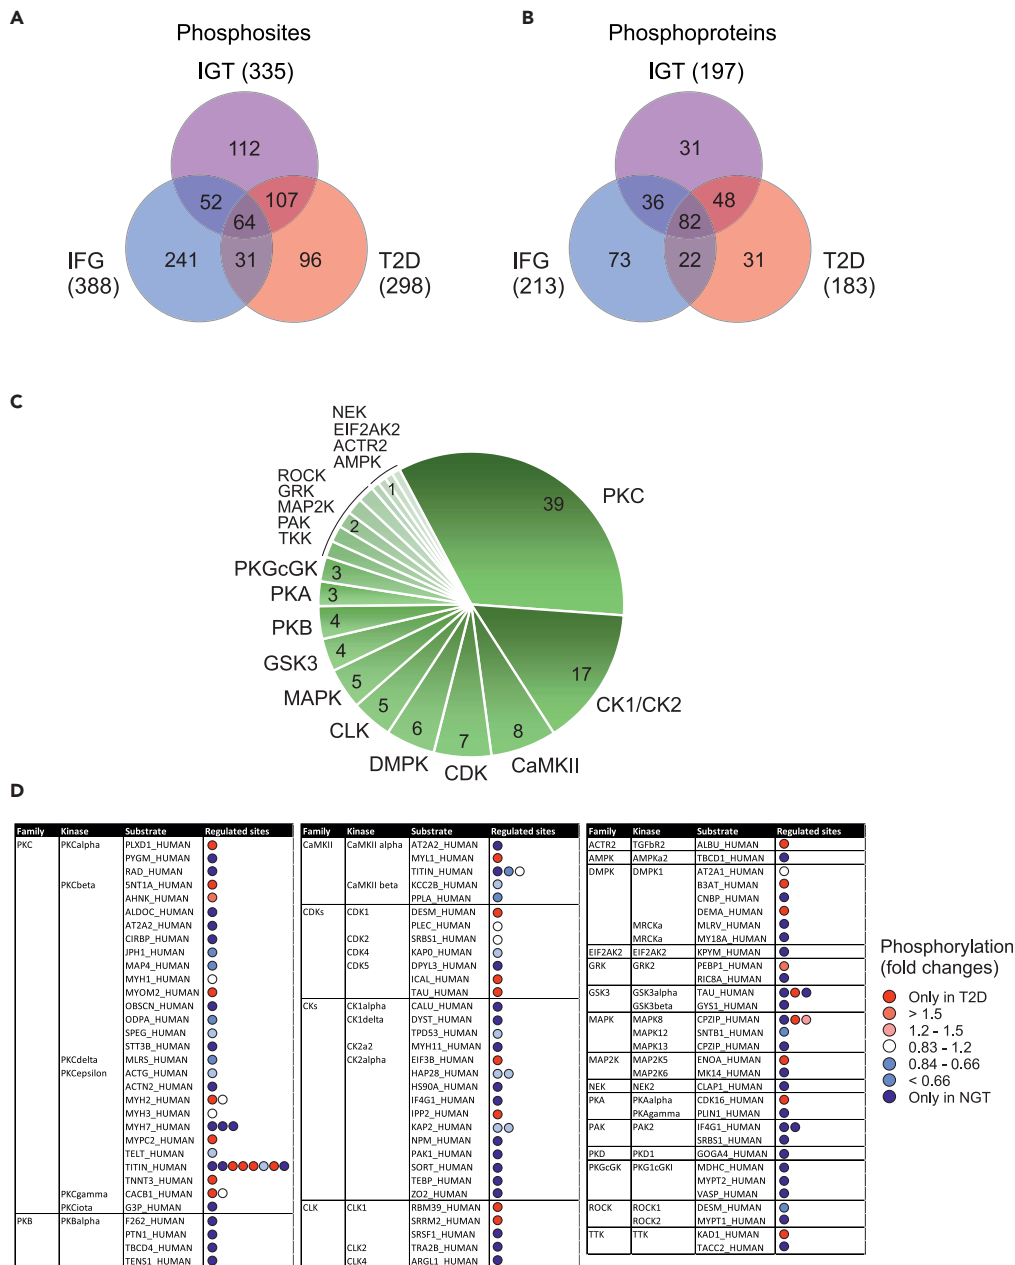 A
Phosphosites
IGT (335)
112
52
107
64
241
31
96
IFG
(388)
T2D
(298)
B
Phosphoproteins
IGT (197)
31
36
48
82
73
22
31
IFG
(213)
T2D
(183)
C
NEK
EIF2AK2
ACTR2
AMPK
1
ROCK
GRK
MAP2K
PAK
TKK
2
PKGcGK
3
PKA
3
PKB
4
GSK3
4
MAPK
5
CLK
5
DMPK
6
CDK
7
CaMKII
8
CK1/CK2
17
PKC
39
D
Family Kinase Substrate Regulated sites
PKC PKCalpha PLXD1_HUMAN
PYGM_HUMAN
RAD_HUMAN
PKCbeta 5NT1A_HUMAN
AHNK_HUMAN
ALDOC_HUMAN
AT2A2_HUMAN
CIRBP_HUMAN
JPH1_HUMAN
MAP4_HUMAN
MYH1_HUMAN
MYOM2_HUMAN
OBSCN_HUMAN
ODPA_HUMAN
SPEG_HUMAN
STT3B_HUMAN
PKCdelta MLRS_HUMAN
PKCepsilon ACTG_HUMAN
ACTN2_HUMAN
MYH2_HUMAN
MYH3_HUMAN
MYH7_HUMAN
MYPC2_HUMAN
TELT_HUMAN
TITIN_HUMAN
TNNT3_HUMAN
PKCgamma CACB1_HUMAN
PKCiota G3P_HUMAN
PKB PKBalpha F262_HUMAN
PTN1_HUMAN
TBCD4_HUMAN
TENS1_HUMAN
Family Kinase Substrate Regulated sites
CaMKII CaMKII alpha AT2A2_HUMAN
MYL1_HUMAN
TITIN_HUMAN
CaMKII beta KCC2B_HUMAN
PPLA_HUMAN
CDKs CDK1 DESM_HUMAN
PLEC_HUMAN
CDK2 SRBS1_HUMAN
CDK4 KAP0_HUMAN
CDK5 DPYL3_HUMAN
ICAL_HUMAN
TAU_HUMAN
CKs CK1alpha CALU_HUMAN
CK1delta DYST_HUMAN
TPD53_HUMAN
CK2a2 MYH11_HUMAN
CK2alpha EIF3B_HUMAN
HAP28_HUMAN
HS90A_HUMAN
IF4G1_HUMAN
IPP2_HUMAN
KAP2_HUMAN
NPM_HUMAN
PAK1_HUMAN
SORT_HUMAN
TEBP_HUMAN
ZO2_HUMAN
CLK CLK1 RBM39_HUMAN
SRRM2_HUMAN
SRSF1_HUMAN
CLK2 TRA2B_HUMAN
CLK4 ARGL1_HUMAN
Family Kinase Substrate Regulated sites
ACTR2 TGFbR2 ALBU_HUMAN
AMPK AMPKa2 TBCD1_HUMAN
DMPK DMPK1 AT2A1_HUMAN
B3AT_HUMAN
CNBP_HUMAN
DEMA_HUMAN
MRCKa MLRV_HUMAN
MRCKa MY18A_HUMAN
EIF2AK2 EIF2AK2 KPYM_HUMAN
GRK GRK2 PEBP1_HUMAN
RIC8A_HUMAN
GSK3 GSK3alpha TAU_HUMAN
GSK3beta GYS1_HUMAN
MAPK MAPK8 CPZIP_HUMAN
MAPK12 SNTB1_HUMAN
MAPK13 CPZIP_HUMAN
MAP2K MAP2K5 ENOA_HUMAN
MAP2K6 MK14_HUMAN
NEK NEK2 CLAP1_HUMAN
PKA PKAalpha CDK16_HUMAN
PKAgamma PLIN1_HUMAN
PAK PAK2 IF4G1_HUMAN
SRBS1_HUMAN
PKD PKD1 GOGA4_HUMAN
PKGcGK PKG1cGKI MDHC_HUMAN
MYPT2_HUMAN
VASP_HUMAN
ROCK ROCK1 DESM_HUMAN
ROCK2 MYPT1_HUMAN
TTK TTK KAD1_HUMAN
TACC2_HUMAN
Phosphorylation
(fold changes)
Only in T2D
> 1.5
1.2 - 1.5
0.83 - 1.2
0.84 - 0.66
< 0.66
Only in NGT